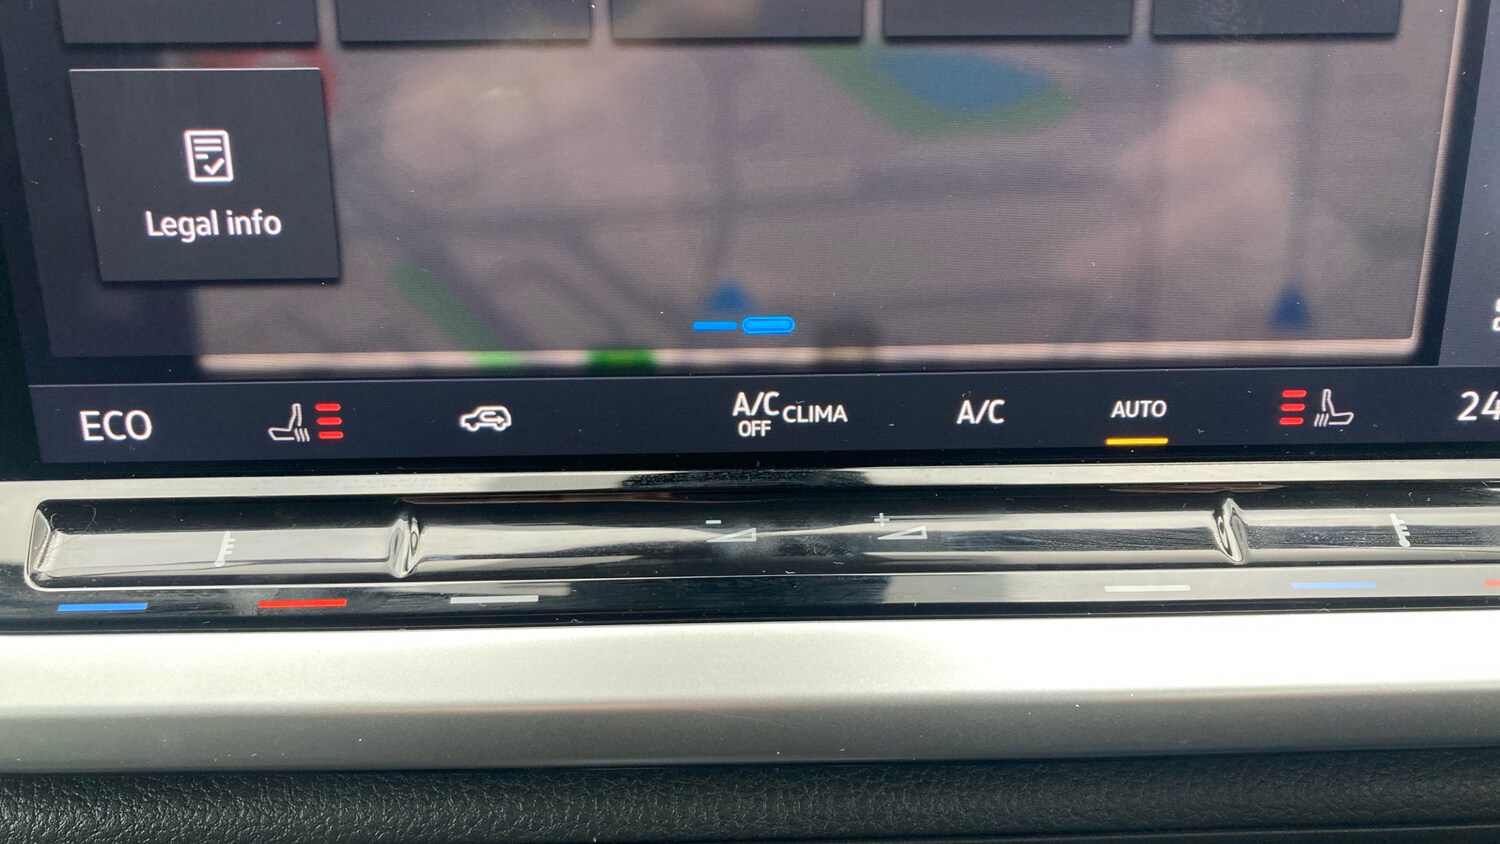 Legal info
ECO
A/C CLIMA
OFF
A/C
AUTO
24